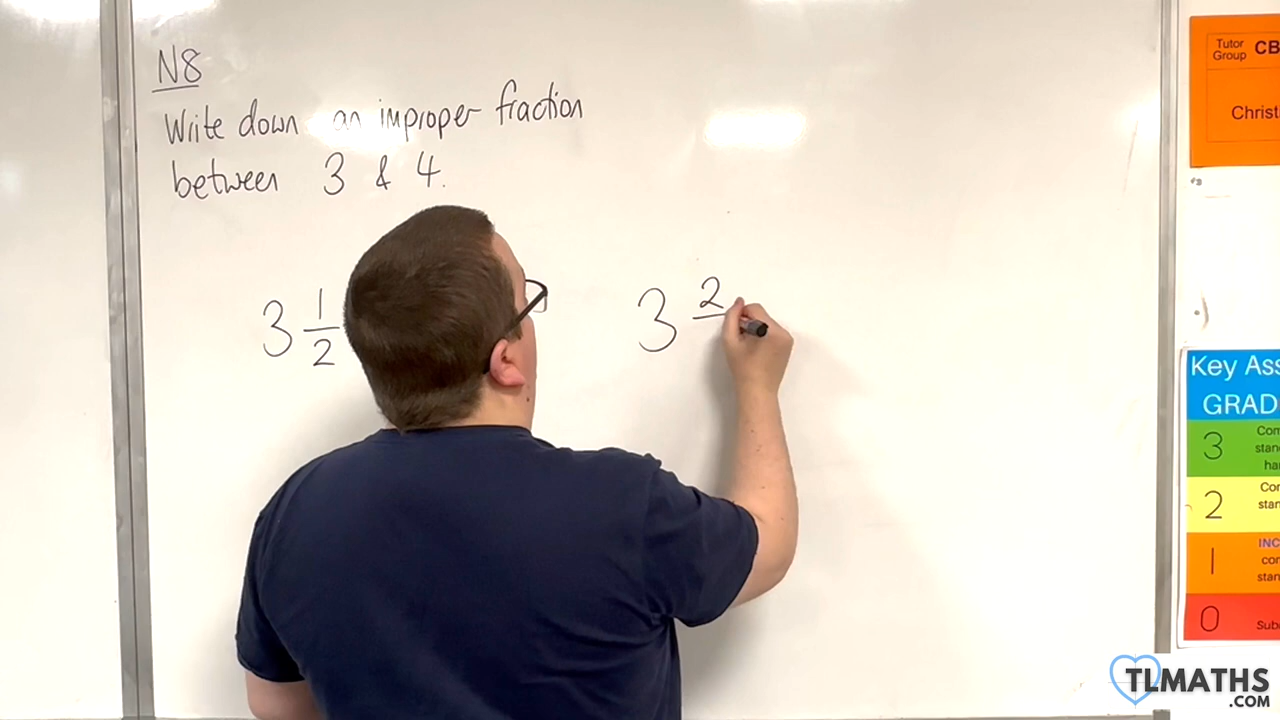 N8
Write down an improper fraction
between 3 & 4.
3 1/2
3 2
Tutor Group CB
Christ
Key Ass
GRAD
3
2
1
INC
0
TLMATHS
.COM